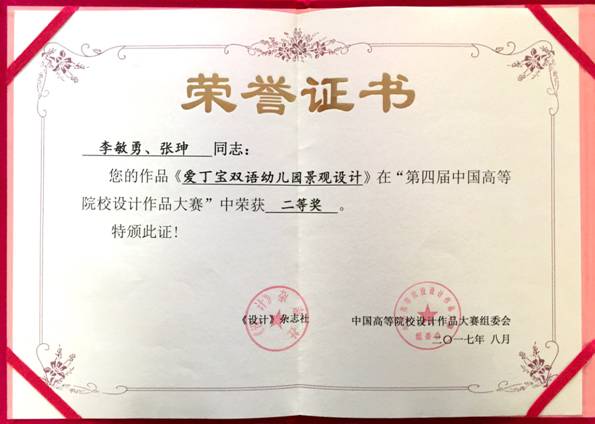 荣誉证书
李敏勇、张珅 同志：
您的作品《爱丁宝双语幼儿园景观设计》在“第四届中国高等
院校设计作品大赛”中荣获 二等奖 。
特颁此证！
《设计》杂志社
中国高等院校设计作品大赛组委会
二〇一七年 八月